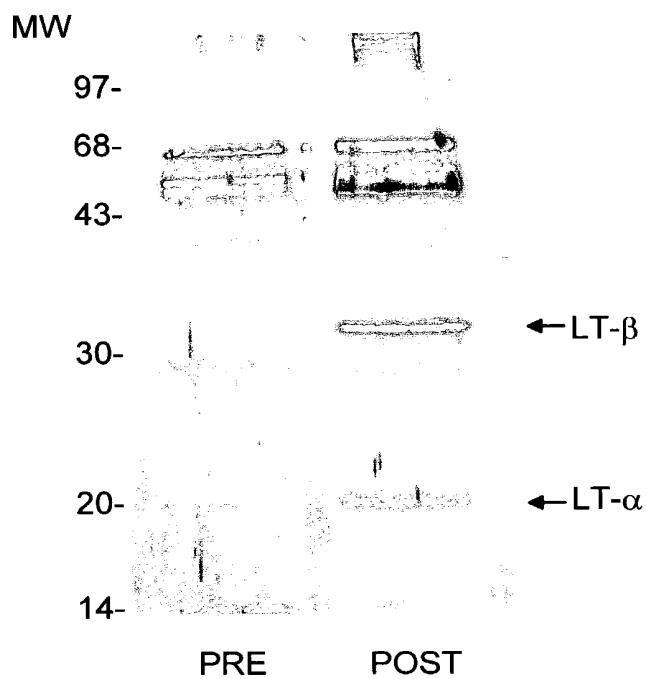 MW
97-
68-
43-
LT-β
30-
20-
LT-α
14-
PRE POST